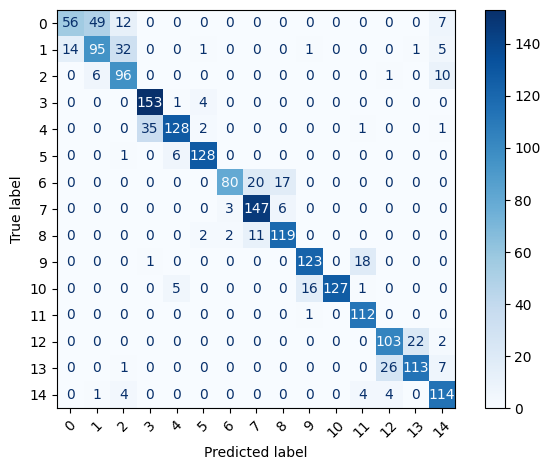 0 56 49 12 0 0 0 0 0 0 0 0 0 0 0 7
1 14 95 32 0 0 1 0 0 0 1 0 0 0 1 5
2 0 6 96 0 0 0 0 0 0 0 0 0 1 0 10
3 0 0 0 153 1 4 0 0 0 0 0 0 0 0 0
4 0 0 0 35 128 2 0 0 0 0 0 1 0 0 1
5 0 0 1 0 6 128 0 0 0 0 0 0 0 0 0
6 0 0 0 0 0 0 80 20 17 0 0 0 0 0 0
7 0 0 0 0 0 0 3 147 6 0 0 0 0 0 0
8 0 0 0 0 0 2 2 11 119 0 0 0 0 0 0
9 0 0 0 1 0 0 0 0 0 123 0 18 0 0 0
10 0 0 0 0 5 0 0 0 0 16 127 1 0 0 0
11 0 0 0 0 0 0 0 0 0 1 0 112 0 0 0
12 0 0 0 0 0 0 0 0 0 0 0 0 103 22 2
13 0 0 1 0 0 0 0 0 0 0 0 0 26 113 7
14 0 1 4 0 0 0 0 0 0 0 0 4 4 0 114
0 1 2 3 4 5 6 7 8 9 10 11 12 13 14
Predicted label
True label
140
120
100
80
60
40
20
0